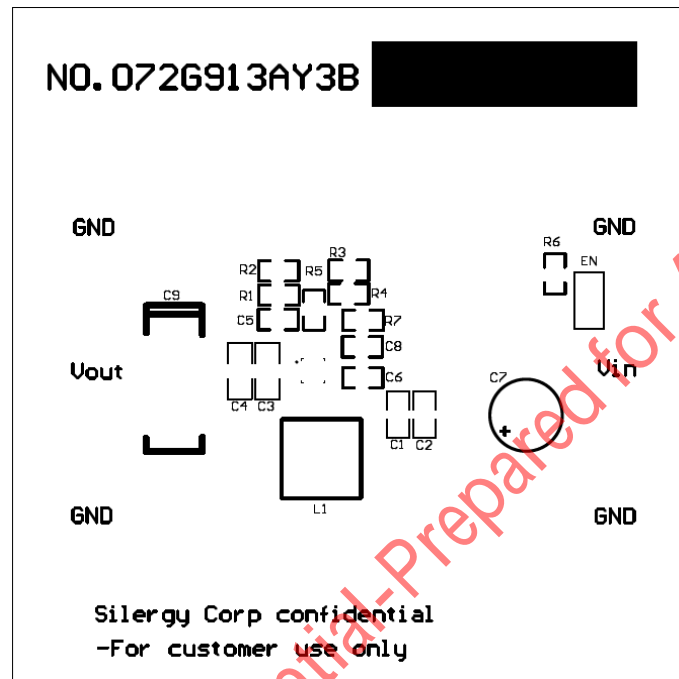 NO.072G913AY3B
GND GND
R3 R6
R2 R5 EN
R1 R4
C9
C5 R7
C8
Vout Vin
C6 C7
C4 C3
C1 C2
L1
GND GND
Silergy Corp confidential
-For customer use only
ential-Prepared for